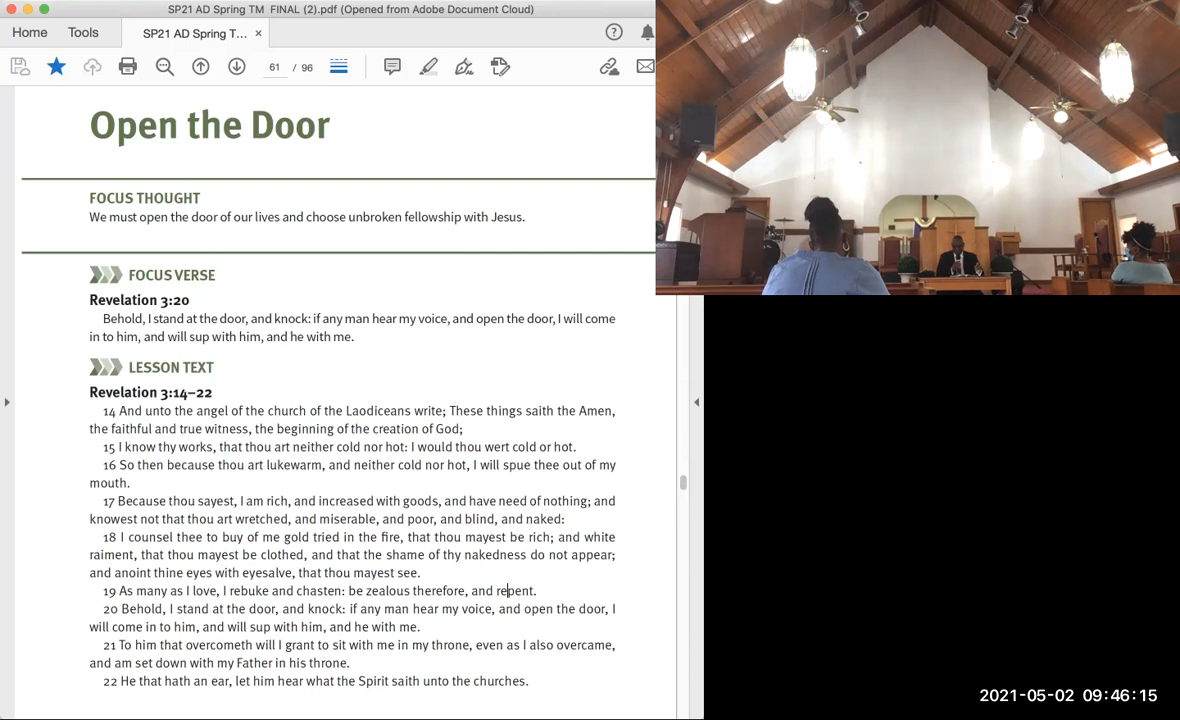 SP21 AD Spring TM FINAL (2).pdf (Opened from Adobe Document Cloud)
Home Tools SP21 AD Spring T... ×
61 / 96
Open the Door
FOCUS THOUGHT
We must open the door of our lives and choose unbroken fellowship with Jesus.
FOCUS VERSE
Revelation 3:20
Behold, I stand at the door, and knock: if any man hear my voice, and open the door, I will come
in to him, and will sup with him, and he with me.
LESSON TEXT
Revelation 3:14–22
14 And unto the angel of the church of the Laodiceans write; These things saith the Amen,
the faithful and true witness, the beginning of the creation of God;
15 I know thy works, that thou art neither cold nor hot: I would thou wert cold or hot.
16 So then because thou art lukewarm, and neither cold nor hot, I will spue thee out of my
mouth.
17 Because thou sayest, I am rich, and increased with goods, and have need of nothing; and
knowest not that thou art wretched, and miserable, and poor, and blind, and naked:
18 I counsel thee to buy of me gold tried in the fire, that thou mayest be rich; and white
raiment, that thou mayest be clothed, and that the shame of thy nakedness do not appear;
and anoint thine eyes with eyesalve, that thou mayest see.
19 As many as I love, I rebuke and chasten: be zealous therefore, and repent.
20 Behold, I stand at the door, and knock: if any man hear my voice, and open the door, I
will come in to him, and will sup with him, and he with me.
21 To him that overcometh will I grant to sit with me in my throne, even as I also overcame,
and am set down with my Father in his throne.
22 He that hath an ear, let him hear what the Spirit saith unto the churches.
2021-05-02 09:46:15